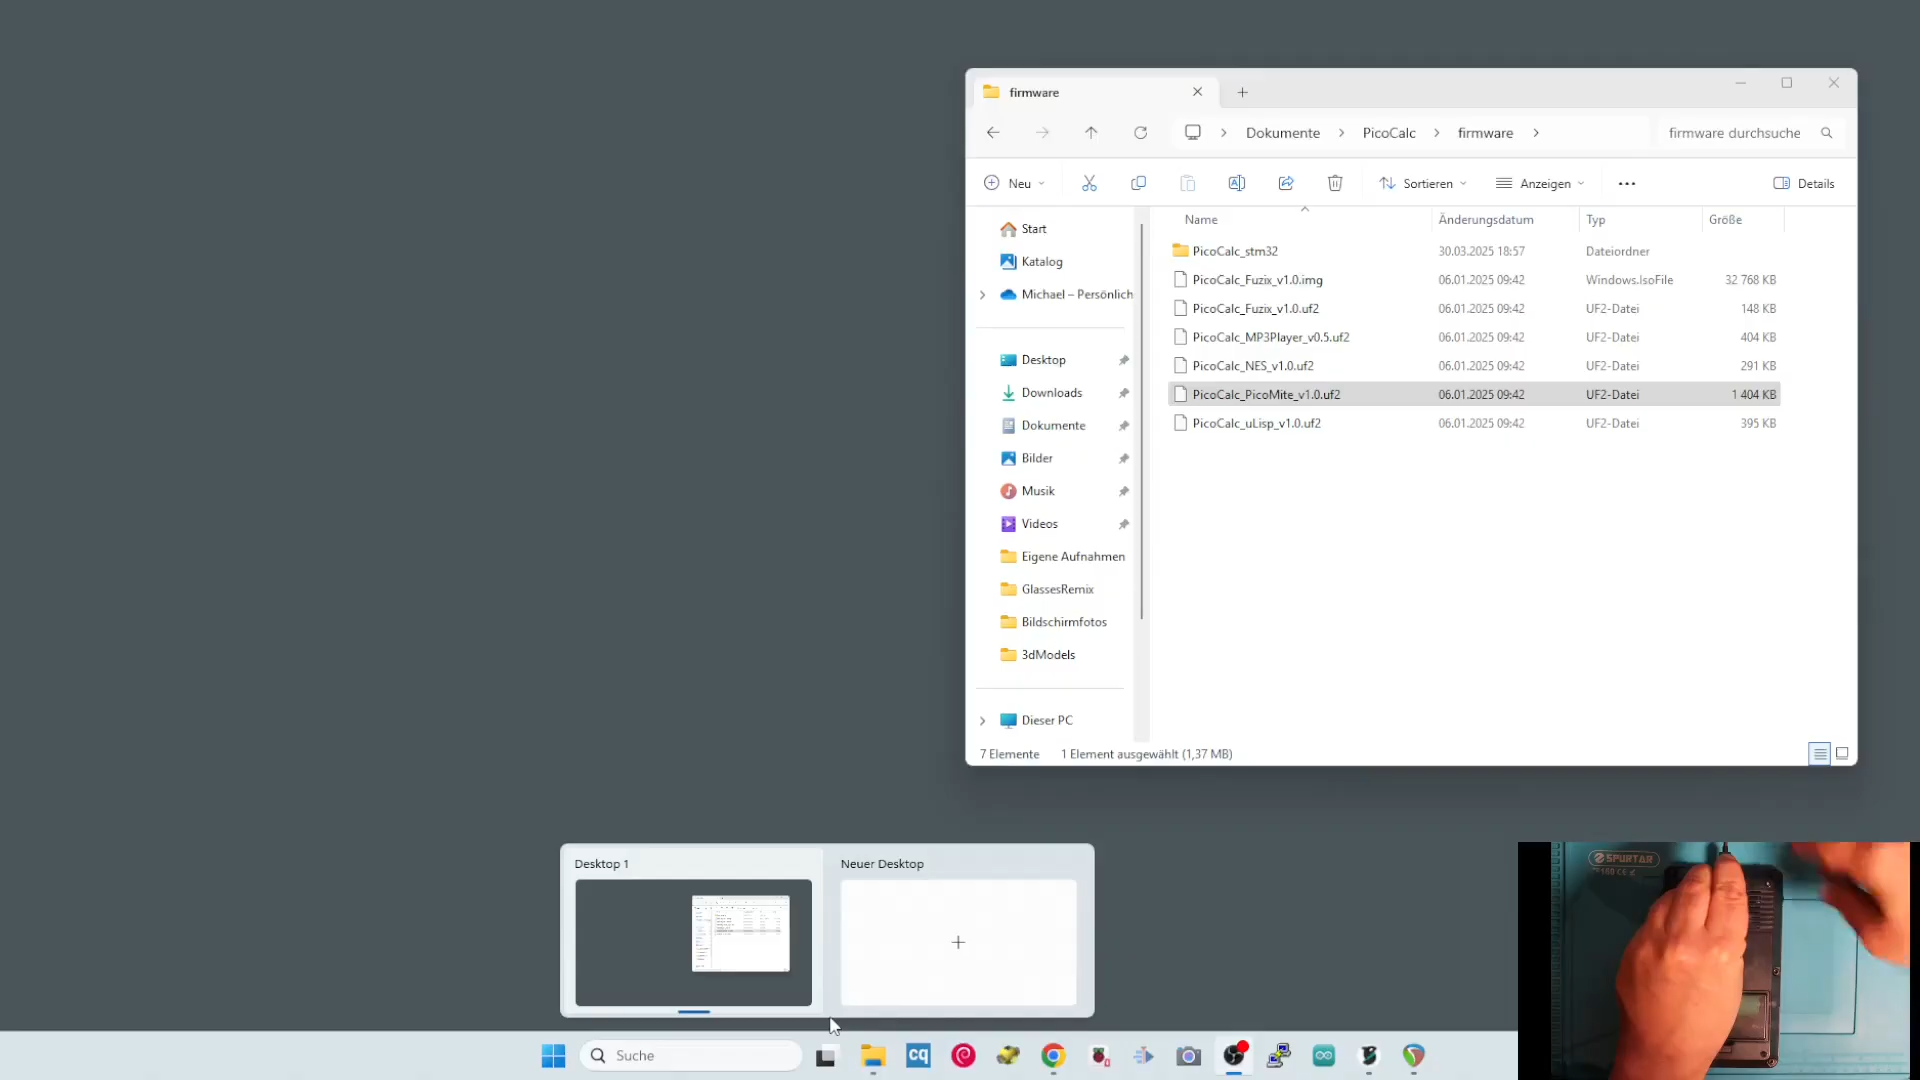 firmware
Dokumente
PicoCalc
firmware
firmware durchsuche
Neu
Sortieren
Anzeigen
Details
Name Änderungsdatum Typ Größe
PicoCalc_stm32 30.03.2025 18:57 Dateiordner
PicoCalc_Fuzix_v1.0.img 06.01.2025 09:42 Windows.IsoFile 32 768 KB
PicoCalc_Fuzix_v1.0.uf2 06.01.2025 09:42 UF2-Datei 148 KB
PicoCalc_MP3Player_v0.5.uf2 06.01.2025 09:42 UF2-Datei 404 KB
PicoCalc_NES_v1.0.uf2 06.01.2025 09:42 UF2-Datei 291 KB
PicoCalc_PicoMite_v1.0.uf2 06.01.2025 09:42 UF2-Datei 1 404 KB
PicoCalc_uLisp_v1.0.uf2 06.01.2025 09:42 UF2-Datei 395 KB
Start
Katalog
Michael – Persönlich
Desktop
Downloads
Dokumente
Bilder
Musik
Videos
Eigene Aufnahmen
GlassesRemix
Bildschirmfotos
3dModels
Dieser PC
7 Elemente 1 Element ausgewählt (1,37 MB)
Desktop 1
Neuer Desktop
SPURTAR
Suche
cq